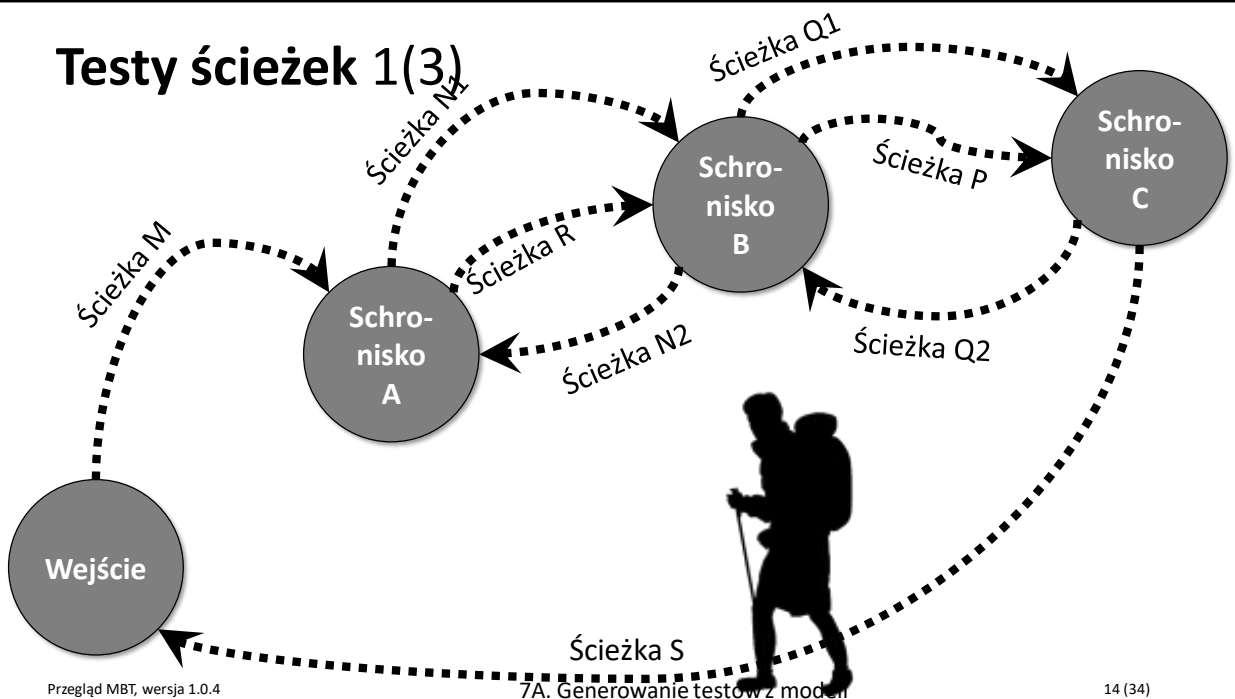 Testy ścieżek 1(3)
Ścieżka Q1
Ścieżka N1
Schro-
nisko
C
Ścieżka P
Schro-
nisko
B
Ścieżka M
Ścieżka R
Schro-
nisko
A
Ścieżka N2
Ścieżka Q2
Wejście
Ścieżka S
Przegląd MBT, wersja 1.0.4
7A. Generowanie testów z modeli
14 (34)